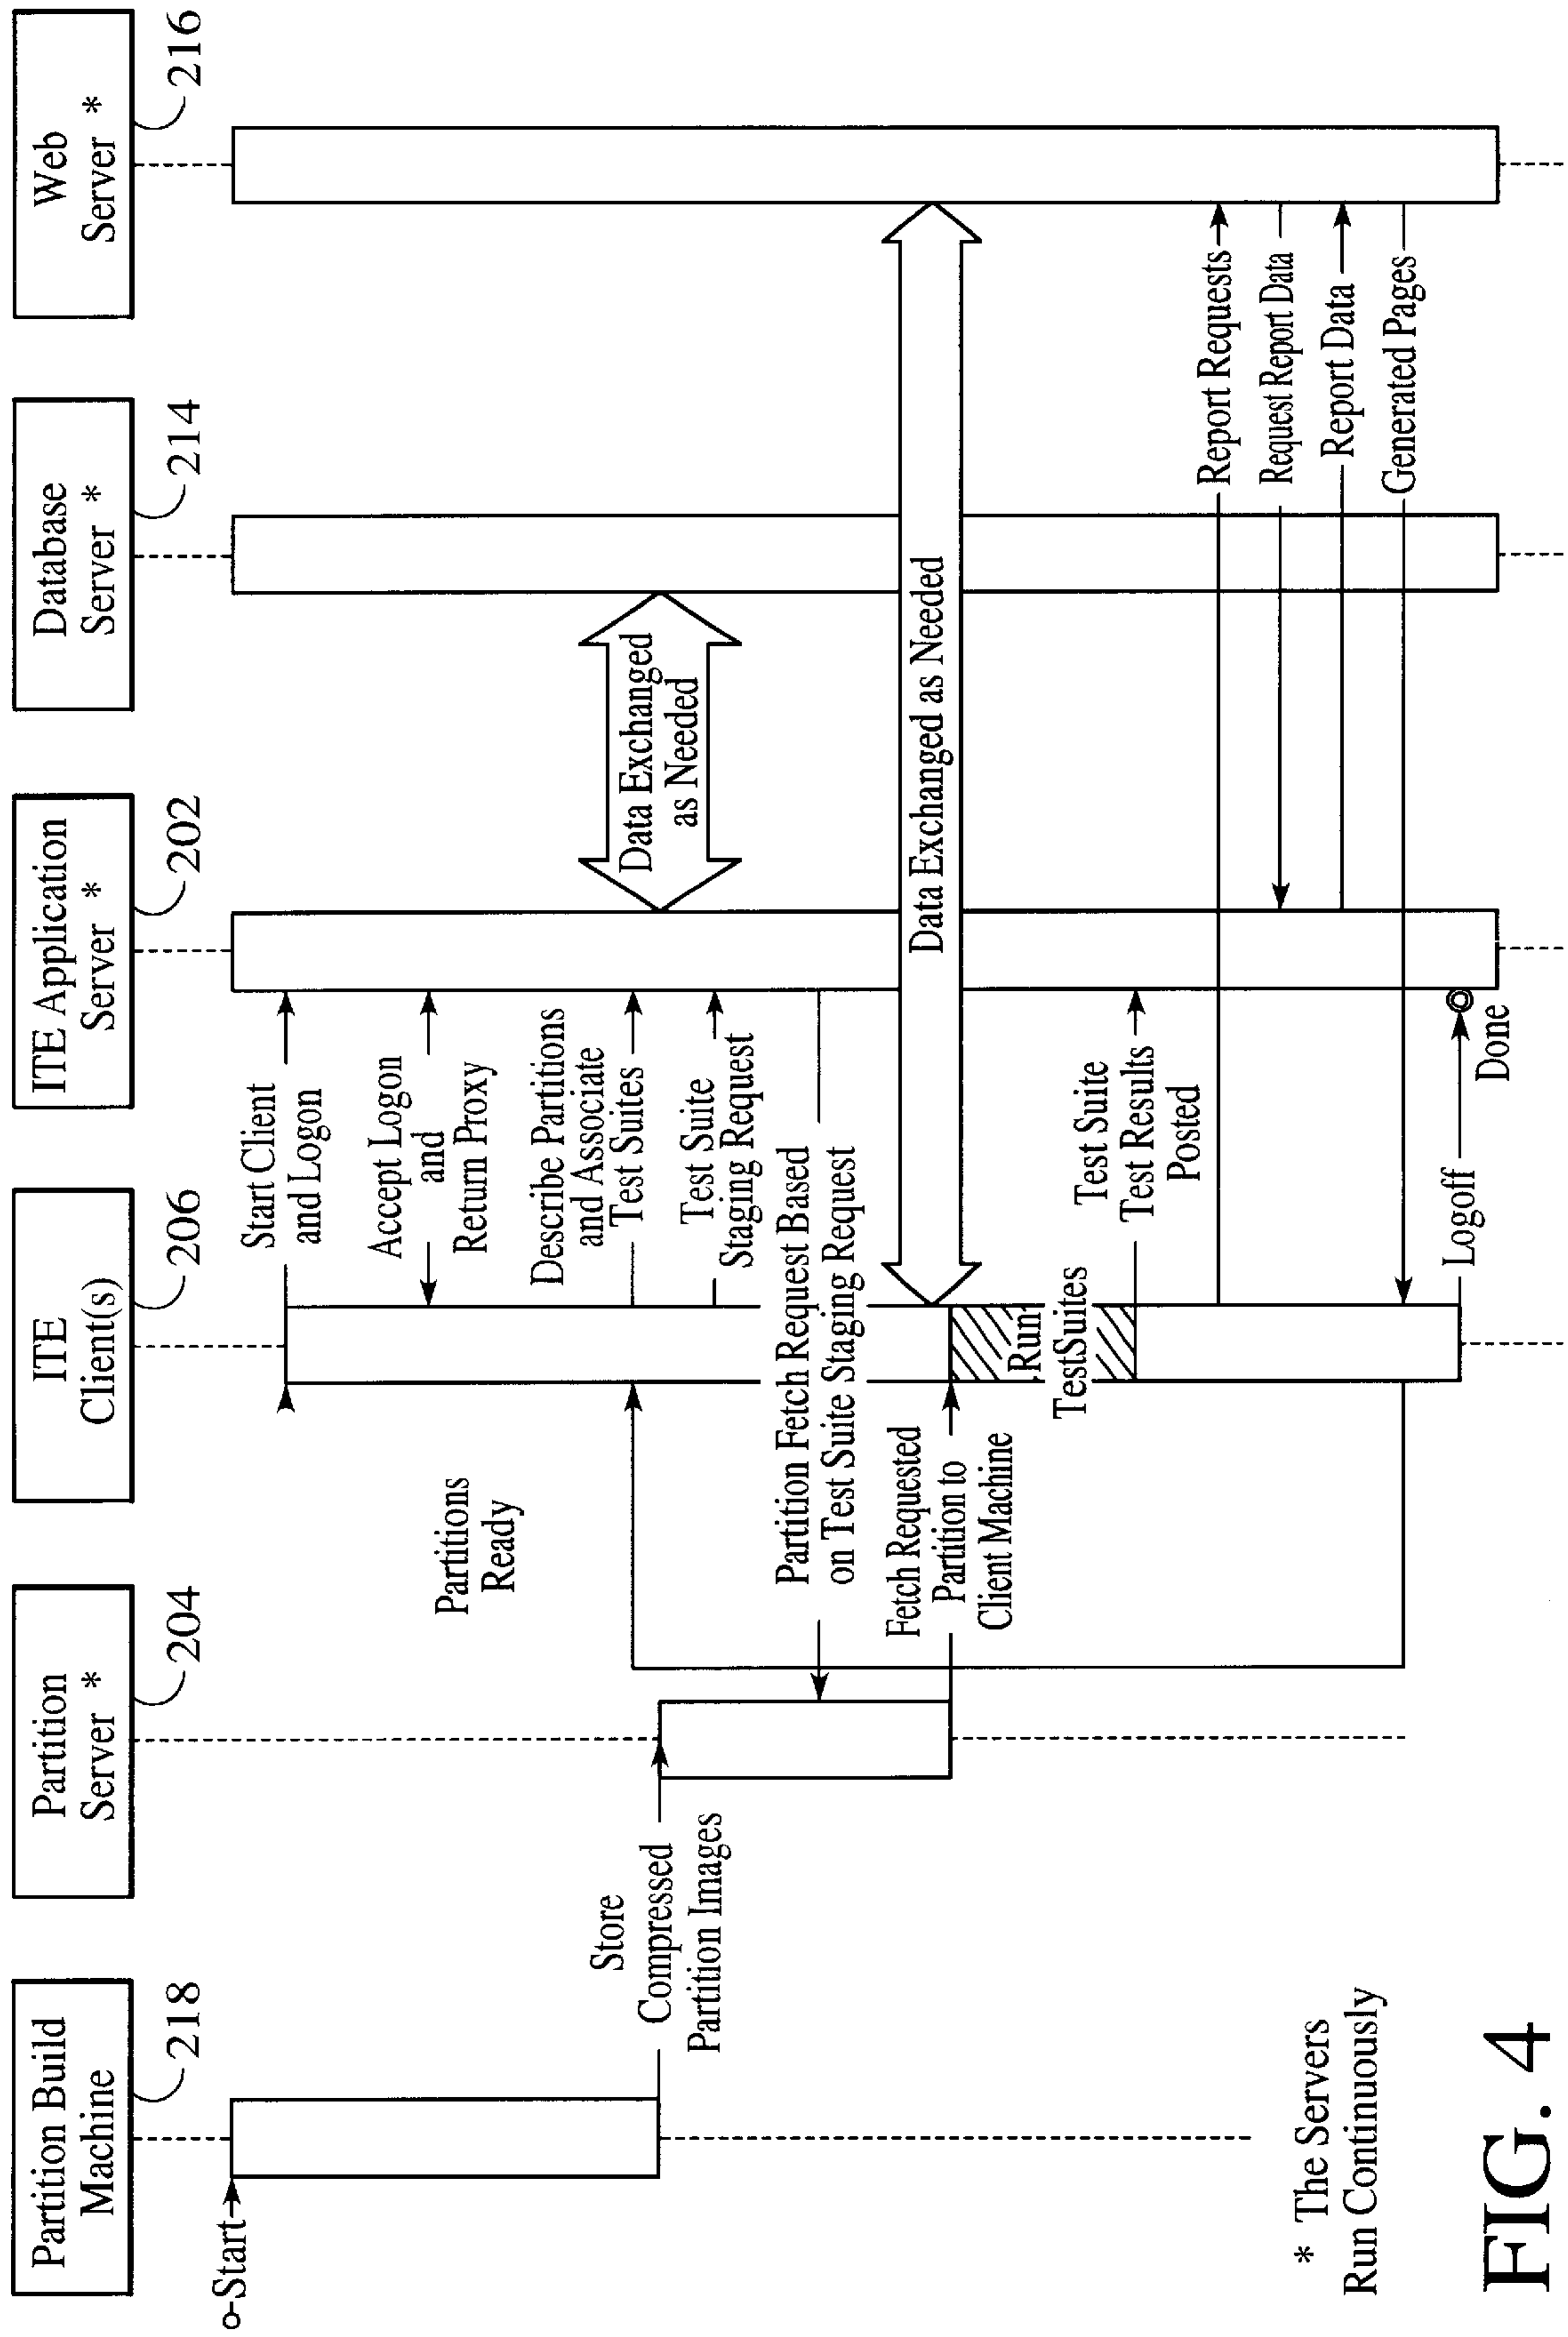 Partition Build
Machine
218
Partition
Server *
204
ITE
Client(s)
206
ITE Application
Server *
202
Database
Server *
214
Web
Server *
216
Start
Start Client
and Logon
Accept Logon
and
Return Proxy
Partitions
Ready
Describe Partitions
and Associate
Test Suites
Store
Compressed
Partition Images
Data Exchanged
as Needed
Test Suite
Staging Request
Partition Fetch Request Based
on Test Suite Staging Request
Fetch Requested
Partition to
Client Machine
Data Exchanged as Needed
Run
TestSuites
Test Suite
Test Results
Posted
Report Requests
Request Report Data
Report Data
Generated Pages
Logoff
Done
* The Servers
Run Continuously
FIG. 4